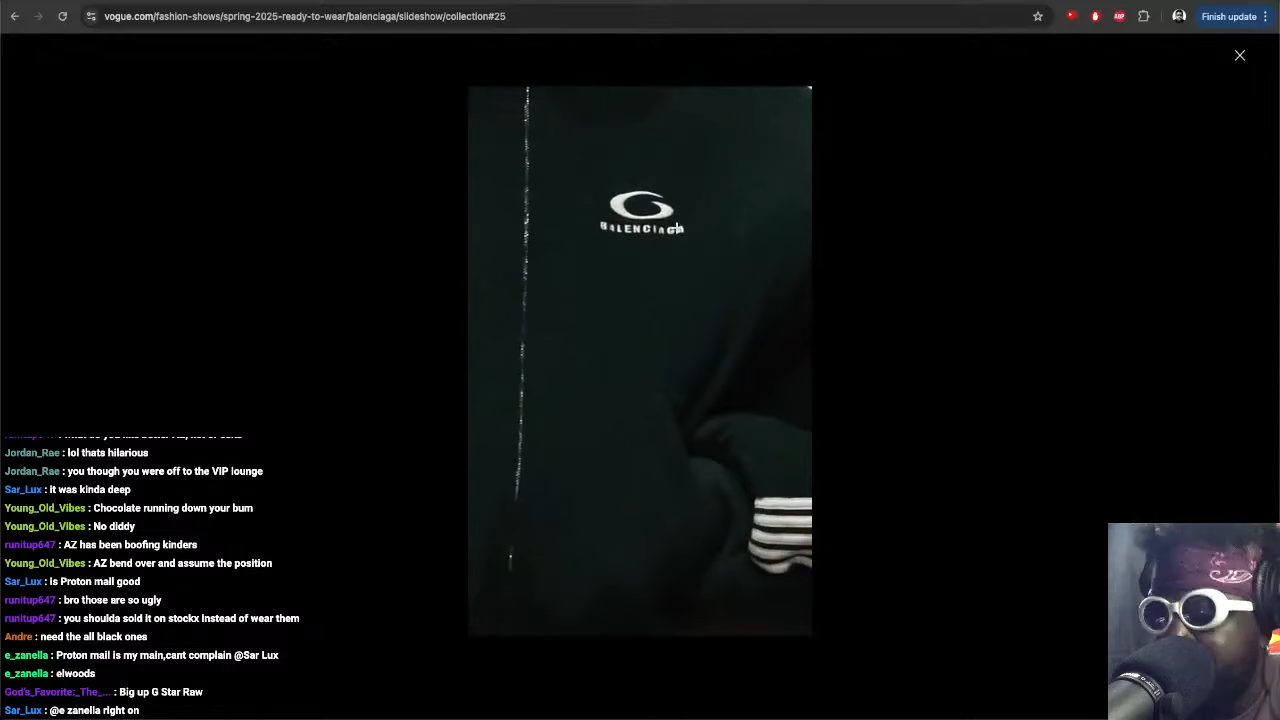 vogue.com/fashion-shows/spring-2025-ready-to-wear/balenciaga/slideshow/collection#25
Finish update
BALENCIAGA
Jordan_Rae : lol thats hilarious
Jordan_Rae : you though you were off to the VIP lounge
Sar_Lux : it was kinda deep
Young_Old_Vibes : Chocolate running down your bum
Young_Old_Vibes : No diddy
runitup647 : AZ has been boofing kinders
Young_Old_Vibes : AZ bend over and assume the position
Sar_Lux : is Proton mail good
runitup647 : bro those are so ugly
runitup647 : you shoulda sold it on stockx instead of wear them
Andre : need the all black ones
e_zanella : Proton mail is my main,cant complain @Sar Lux
e_zanella : elwoods
God's_Favorite:_The_... : Big up G Star Raw
Sar_Lux : @e zanella right on